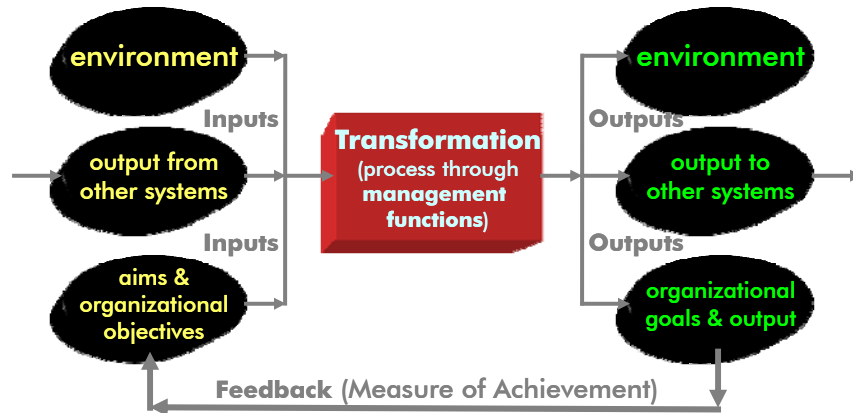 environment
Inputs
output from
other systems
Inputs
aims &
organizational
objectives
Transformation
(process through
management
functions)
environment
Outputs
output to
other systems
Outputs
organizational
goals & output
Feedback (Measure of Achievement)